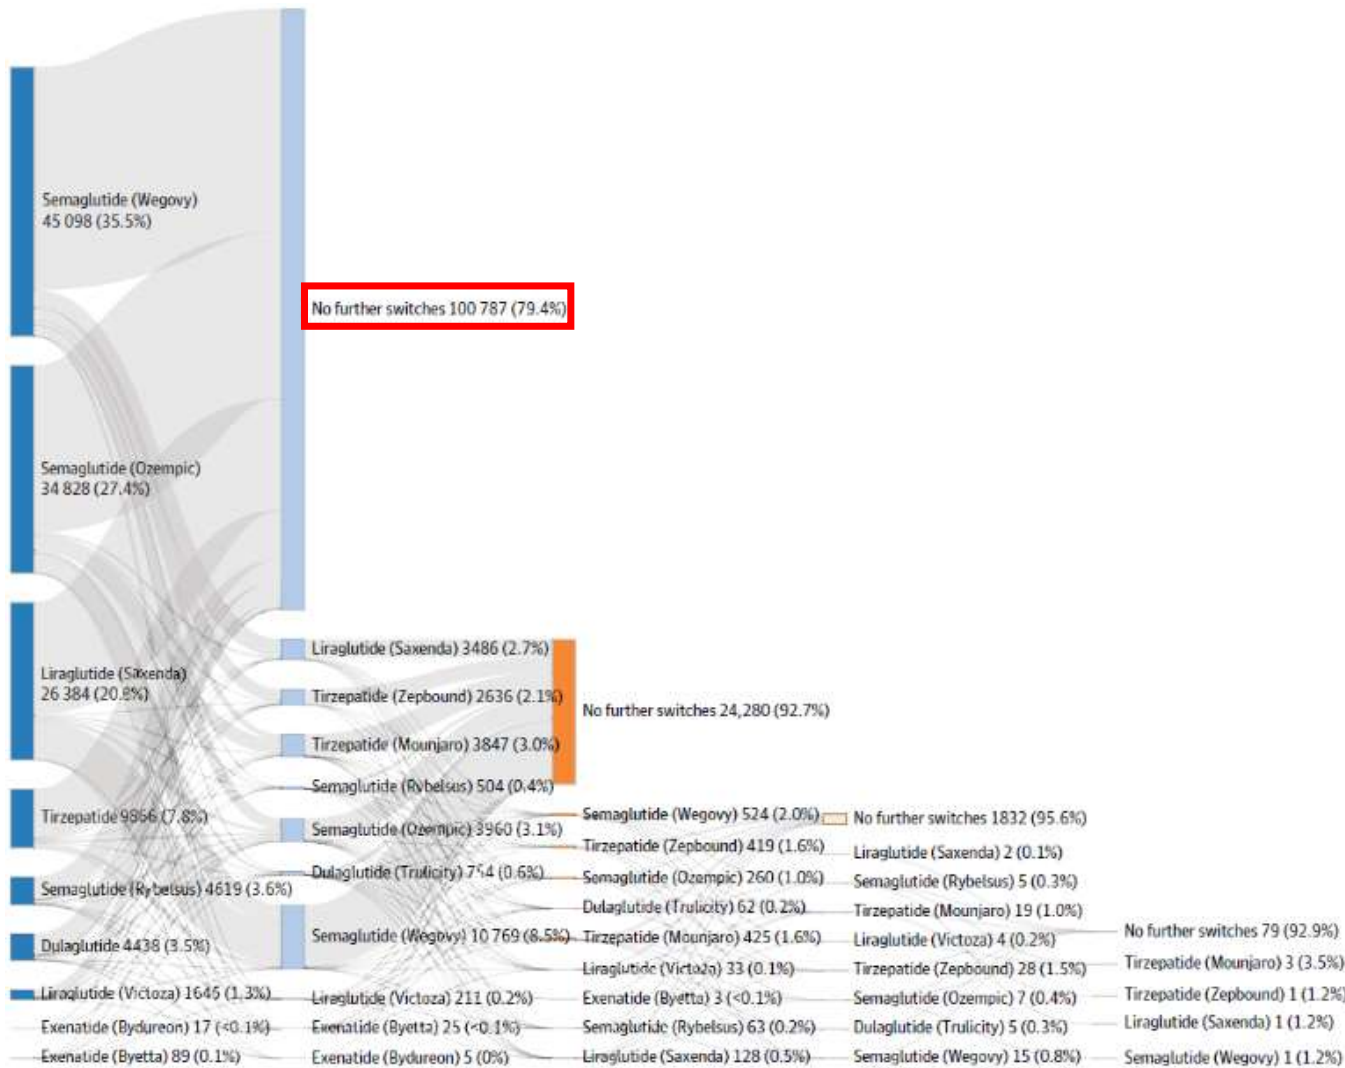 Semaglutide (Wegovy)
45 098 (35.5%)
Semaglutide (Ozempic)
34 828 (27.4%)
Liraglutide (Saxenda)
26 384 (20.8%)
Tirzepatide 9866 (7.8%)
Semaglutide (Rybelsus) 4619 (3.6%)
Dulaglutide 4438 (3.5%)
Liraglutide (Victoza) 1645 (1.3%)
Exenatide (Bydureon) 17 (<0.1%)
Exenatide (Byetta) 89 (0.1%)
No further switches 100 787 (79.4%)
Liraglutide (Saxenda) 3486 (2.7%)
Tirzepatide (Zepbound) 2636 (2.1%)
Tirzepatide (Mounjaro) 3847 (3.0%)
Semaglutide (Rybelsus) 504 (0.4%)
Semaglutide (Ozempic) 3960 (3.1%)
Dulaglutide (Trulicity) (0.6%)
Semaglutide (Wegovy) 10 769 (8.5%)
Liraglutide (Victoza) 211 (0.2%)
Exenatide (Byetta) 25 (<0.1%)
Exenatide (Bydureon) 5 (0%)
No further switches 24,280 (92.7%)
Semaglutide (Wegovy) 524 (2.0%)
Tirzepatide (Zepbound) 419 (1.6%)
Semaglutide (Ozempic) 260 (1.0%)
Dulaglutide (Trulicity) 62 (0.2%)
Tirzepatide (Mounjaro) 425 (1.6%)
Liraglutide (Victoza) 33 (0.1%)
Exenatide (Byetta) 3 (<0.1%)
Semaglutide (Rybelsus) 63 (0.2%)
Liraglutide (Saxenda) 128 (0.5%)
No further switches 1832 (95.6%)
Liraglutide (Saxenda) 2 (0.1%)
Semaglutide (Rybelsus) 5 (0.3%)
Tirzepatide (Mounjaro) 19 (1.0%)
Liraglutide (Victoza) 4 (0.2%)
Tirzepatide (Zepbound) 28 (1.5%)
Semaglutide (Ozempic) 7 (0.4%)
Dulaglutide (Trulicity) 5 (0.3%)
Semaglutide (Wegovy) 15 (0.8%)
No further switches 79 (92.9%)
Tirzepatide (Mounjaro) 3 (3.5%)
Tirzepatide (Zepbound) 1 (1.2%)
Liraglutide (Saxenda) 1 (1.2%)
Semaglutide (Wegovy) 1 (1.2%)